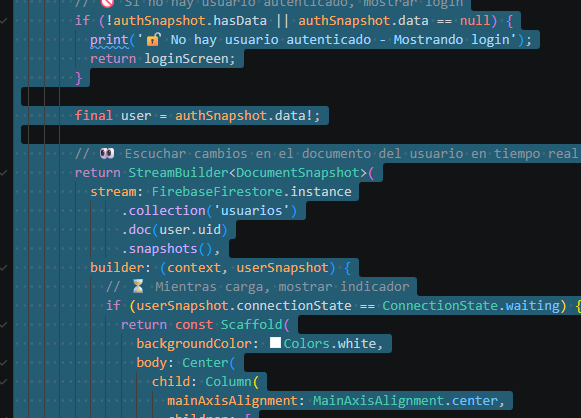 // 🚫 Si no hay usuario autenticado, mostrar login
if (!authSnapshot.hasData || authSnapshot.data == null) {
print('🔓 No hay usuario autenticado - Mostrando login');
return loginScreen;
}
final user = authSnapshot.data!;
// 👀 Escuchar cambios en el documento del usuario en tiempo real
return StreamBuilder<DocumentSnapshot>(
stream: FirebaseFirestore.instance
.collection('usuarios')
.doc(user.uid)
.snapshots(),
builder: (context, userSnapshot) {
// ⏳ Mientras carga, mostrar indicador
if (userSnapshot.connectionState == ConnectionState.waiting) {
return const Scaffold(
backgroundColor: Colors.white,
body: Center(
child: Column(
mainAxisAlignment: MainAxisAlignment.center,
children: [